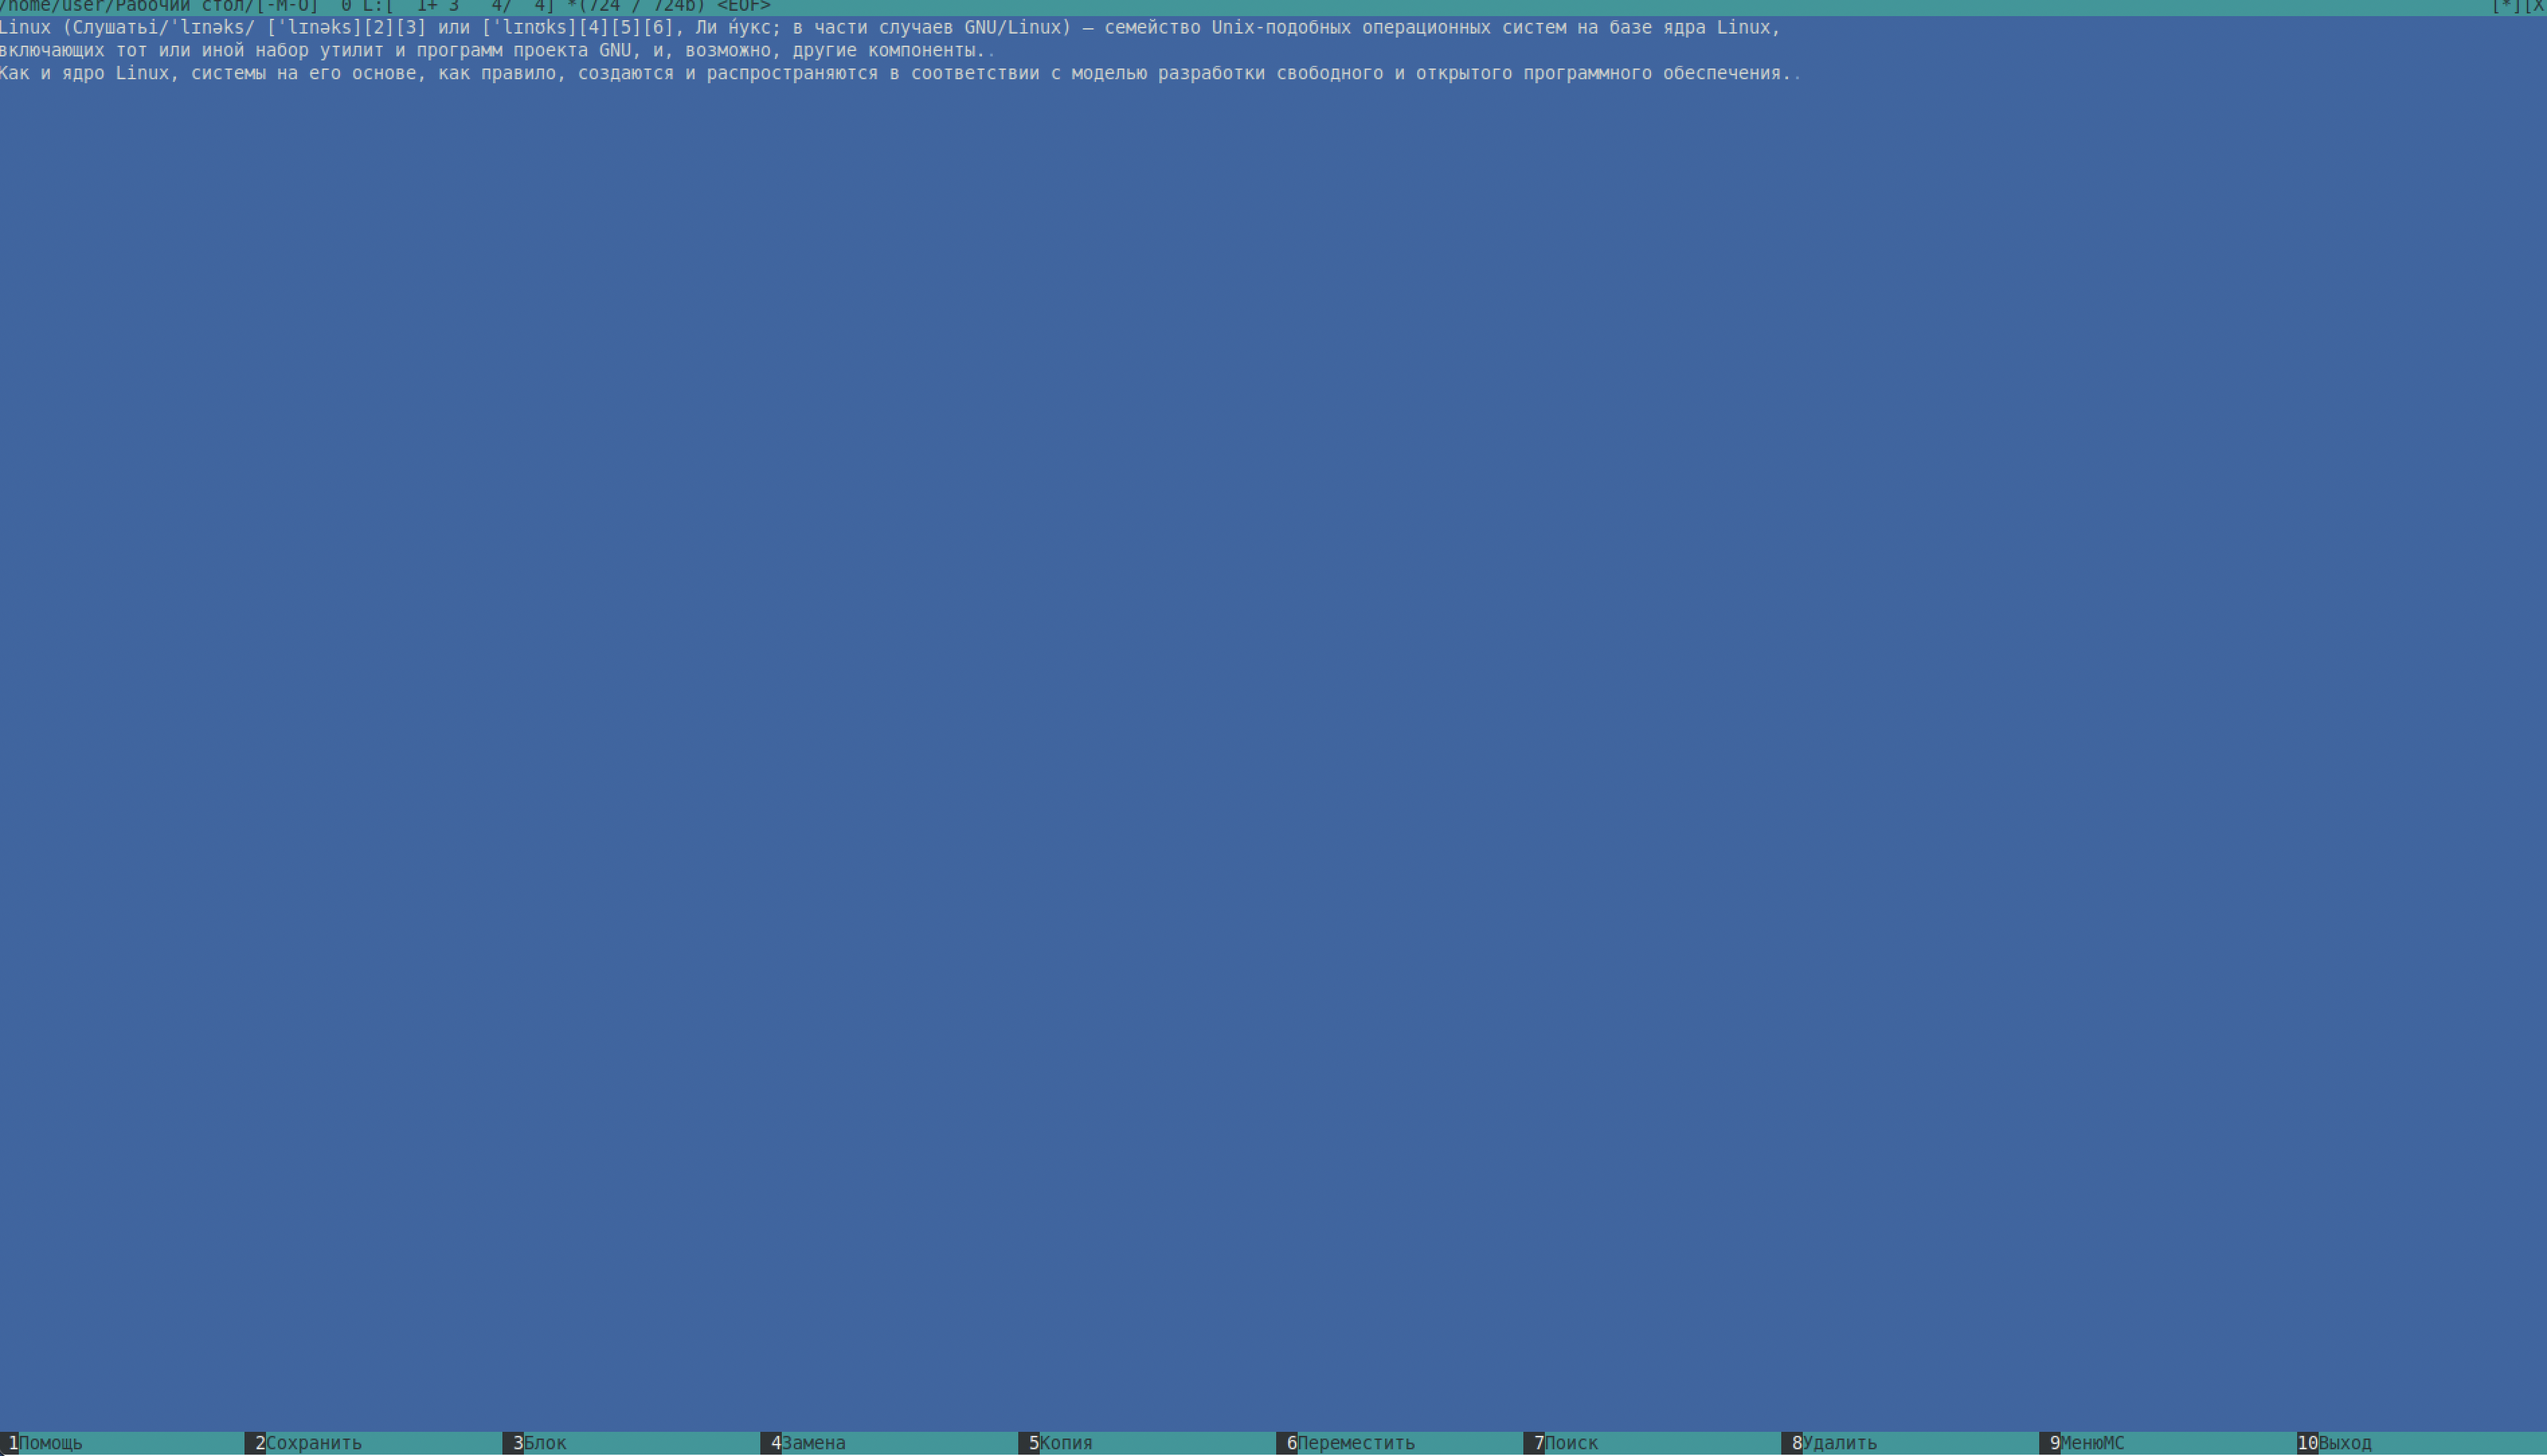 /home/user/Рабочий стол/[-M-O]  0 L:[  1+ 3   4/  4] *(724 / 724b) <EOF> [*][X
Linux (Слушатьi/ˈlɪnəks/ [ˈlɪnəks][2][3] или [ˈlɪnʊks][4][5][6], Ли ́нукс; в части случаев GNU/Linux) — семейство Unix-подобных операционных систем на базе ядра Linux,
включающих тот или иной набор утилит и программ проекта GNU, и, возможно, другие компоненты..
Как и ядро Linux, системы на его основе, как правило, создаются и распространяются в соответствии с моделью разработки свободного и открытого программного обеспечения..
1Помощь 2Сохранить 3Блок 4Замена 5Копия 6Переместить 7Поиск 8Удалить 9МенюMC 10Выход